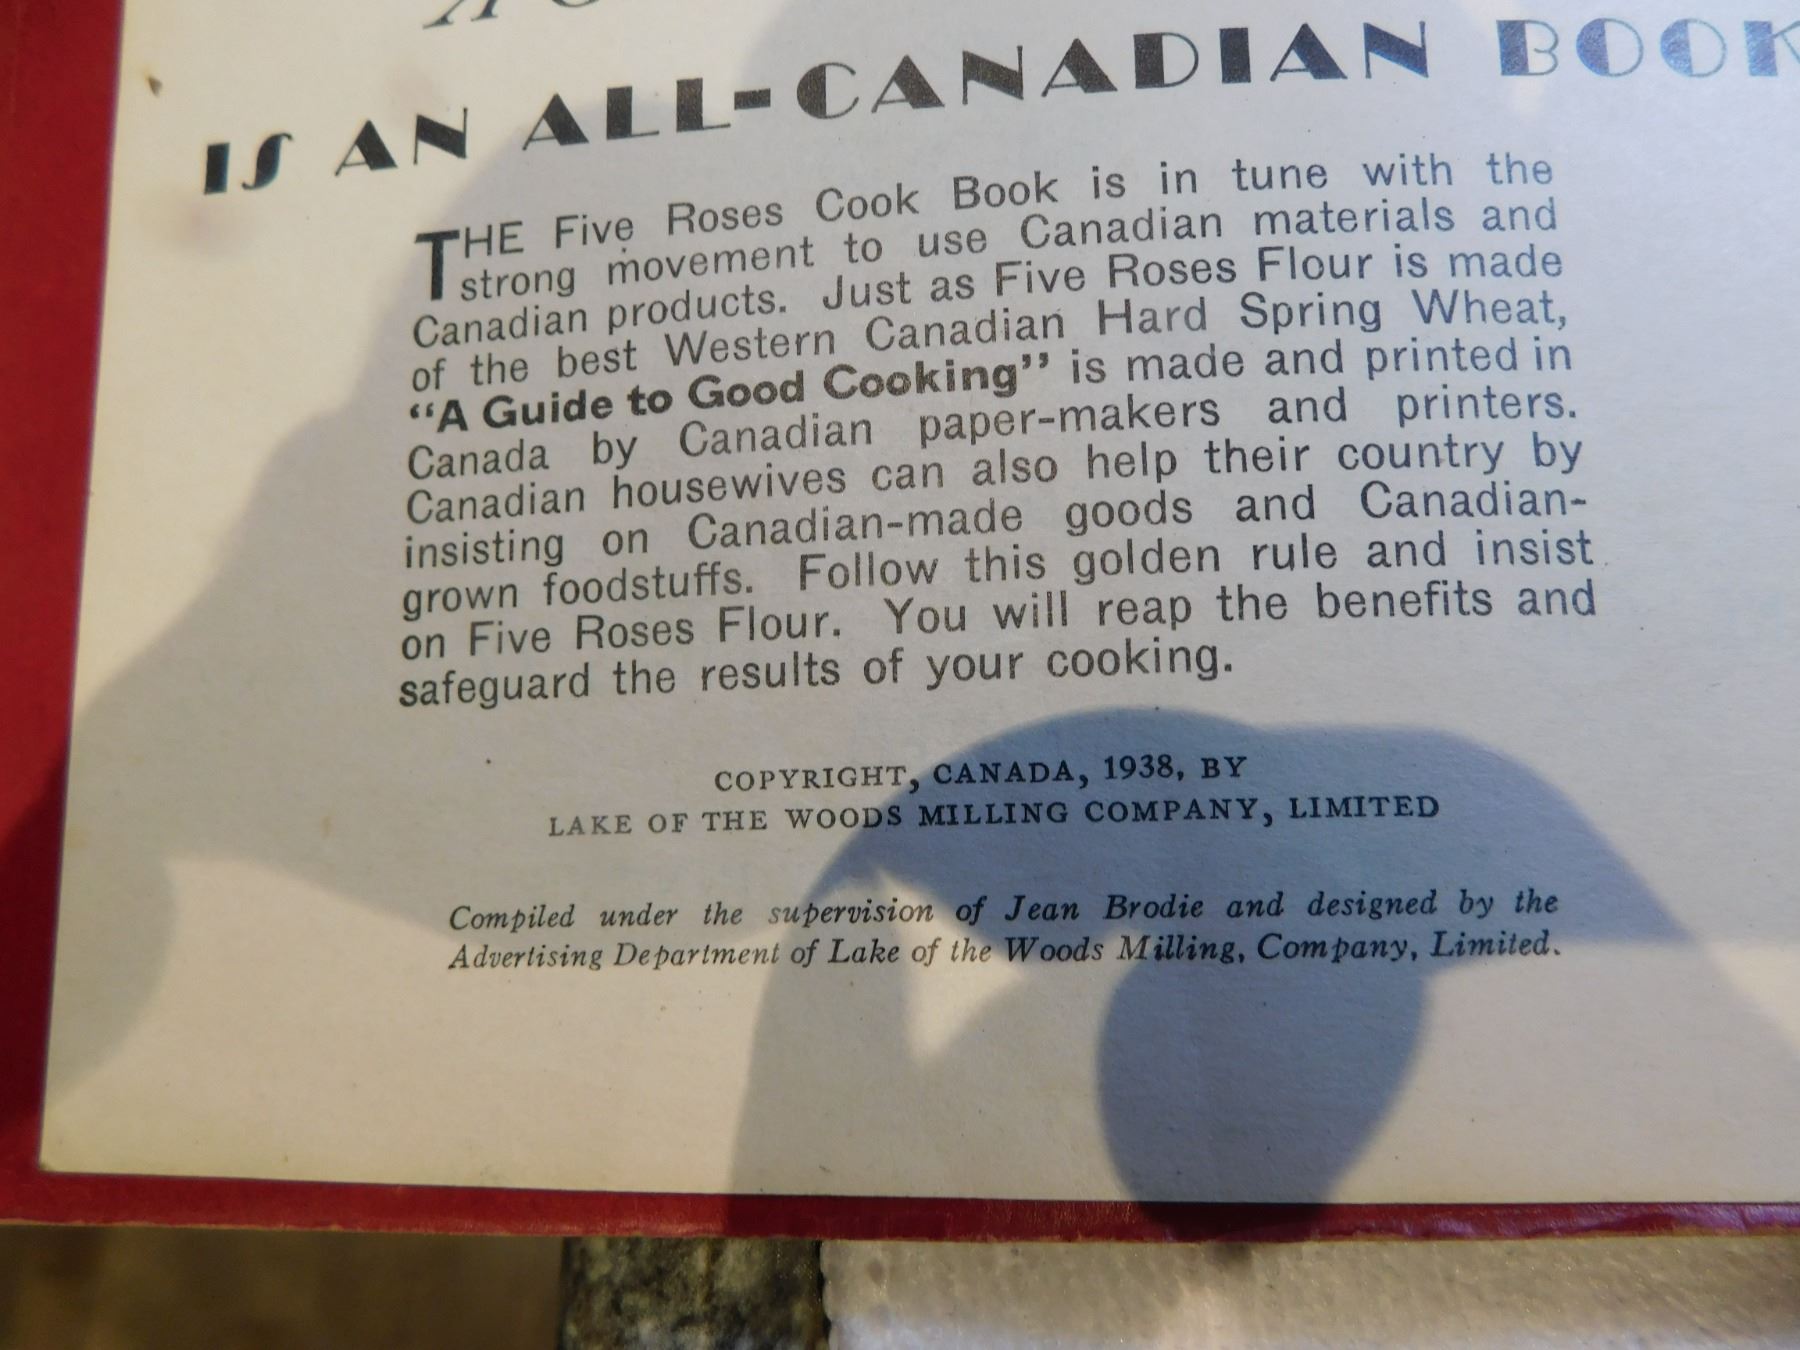 IS AN ALL-CANADIAN BOOK
THE Five Roses Cook Book is in tune with the
strong movement to use Canadian materials and
Canadian products. Just as Five Roses Flour is made
of the best Western Canadian Hard Spring Wheat,
“A Guide to Good Cooking” is made and printed in
Canada by Canadian paper-makers and printers.
Canadian housewives can also help their country by
insisting on Canadian-made goods and Canadian-
grown foodstuffs. Follow this golden rule and insist
on Five Roses Flour. You will reap the benefits and
safeguard the results of your cooking.
COPYRIGHT, CANADA, 1938, BY
LAKE OF THE WOODS MILLING COMPANY, LIMITED
Compiled under the supervision of Jean Brodie and designed by the
Advertising Department of Lake of the Woods Milling, Company, Limited.